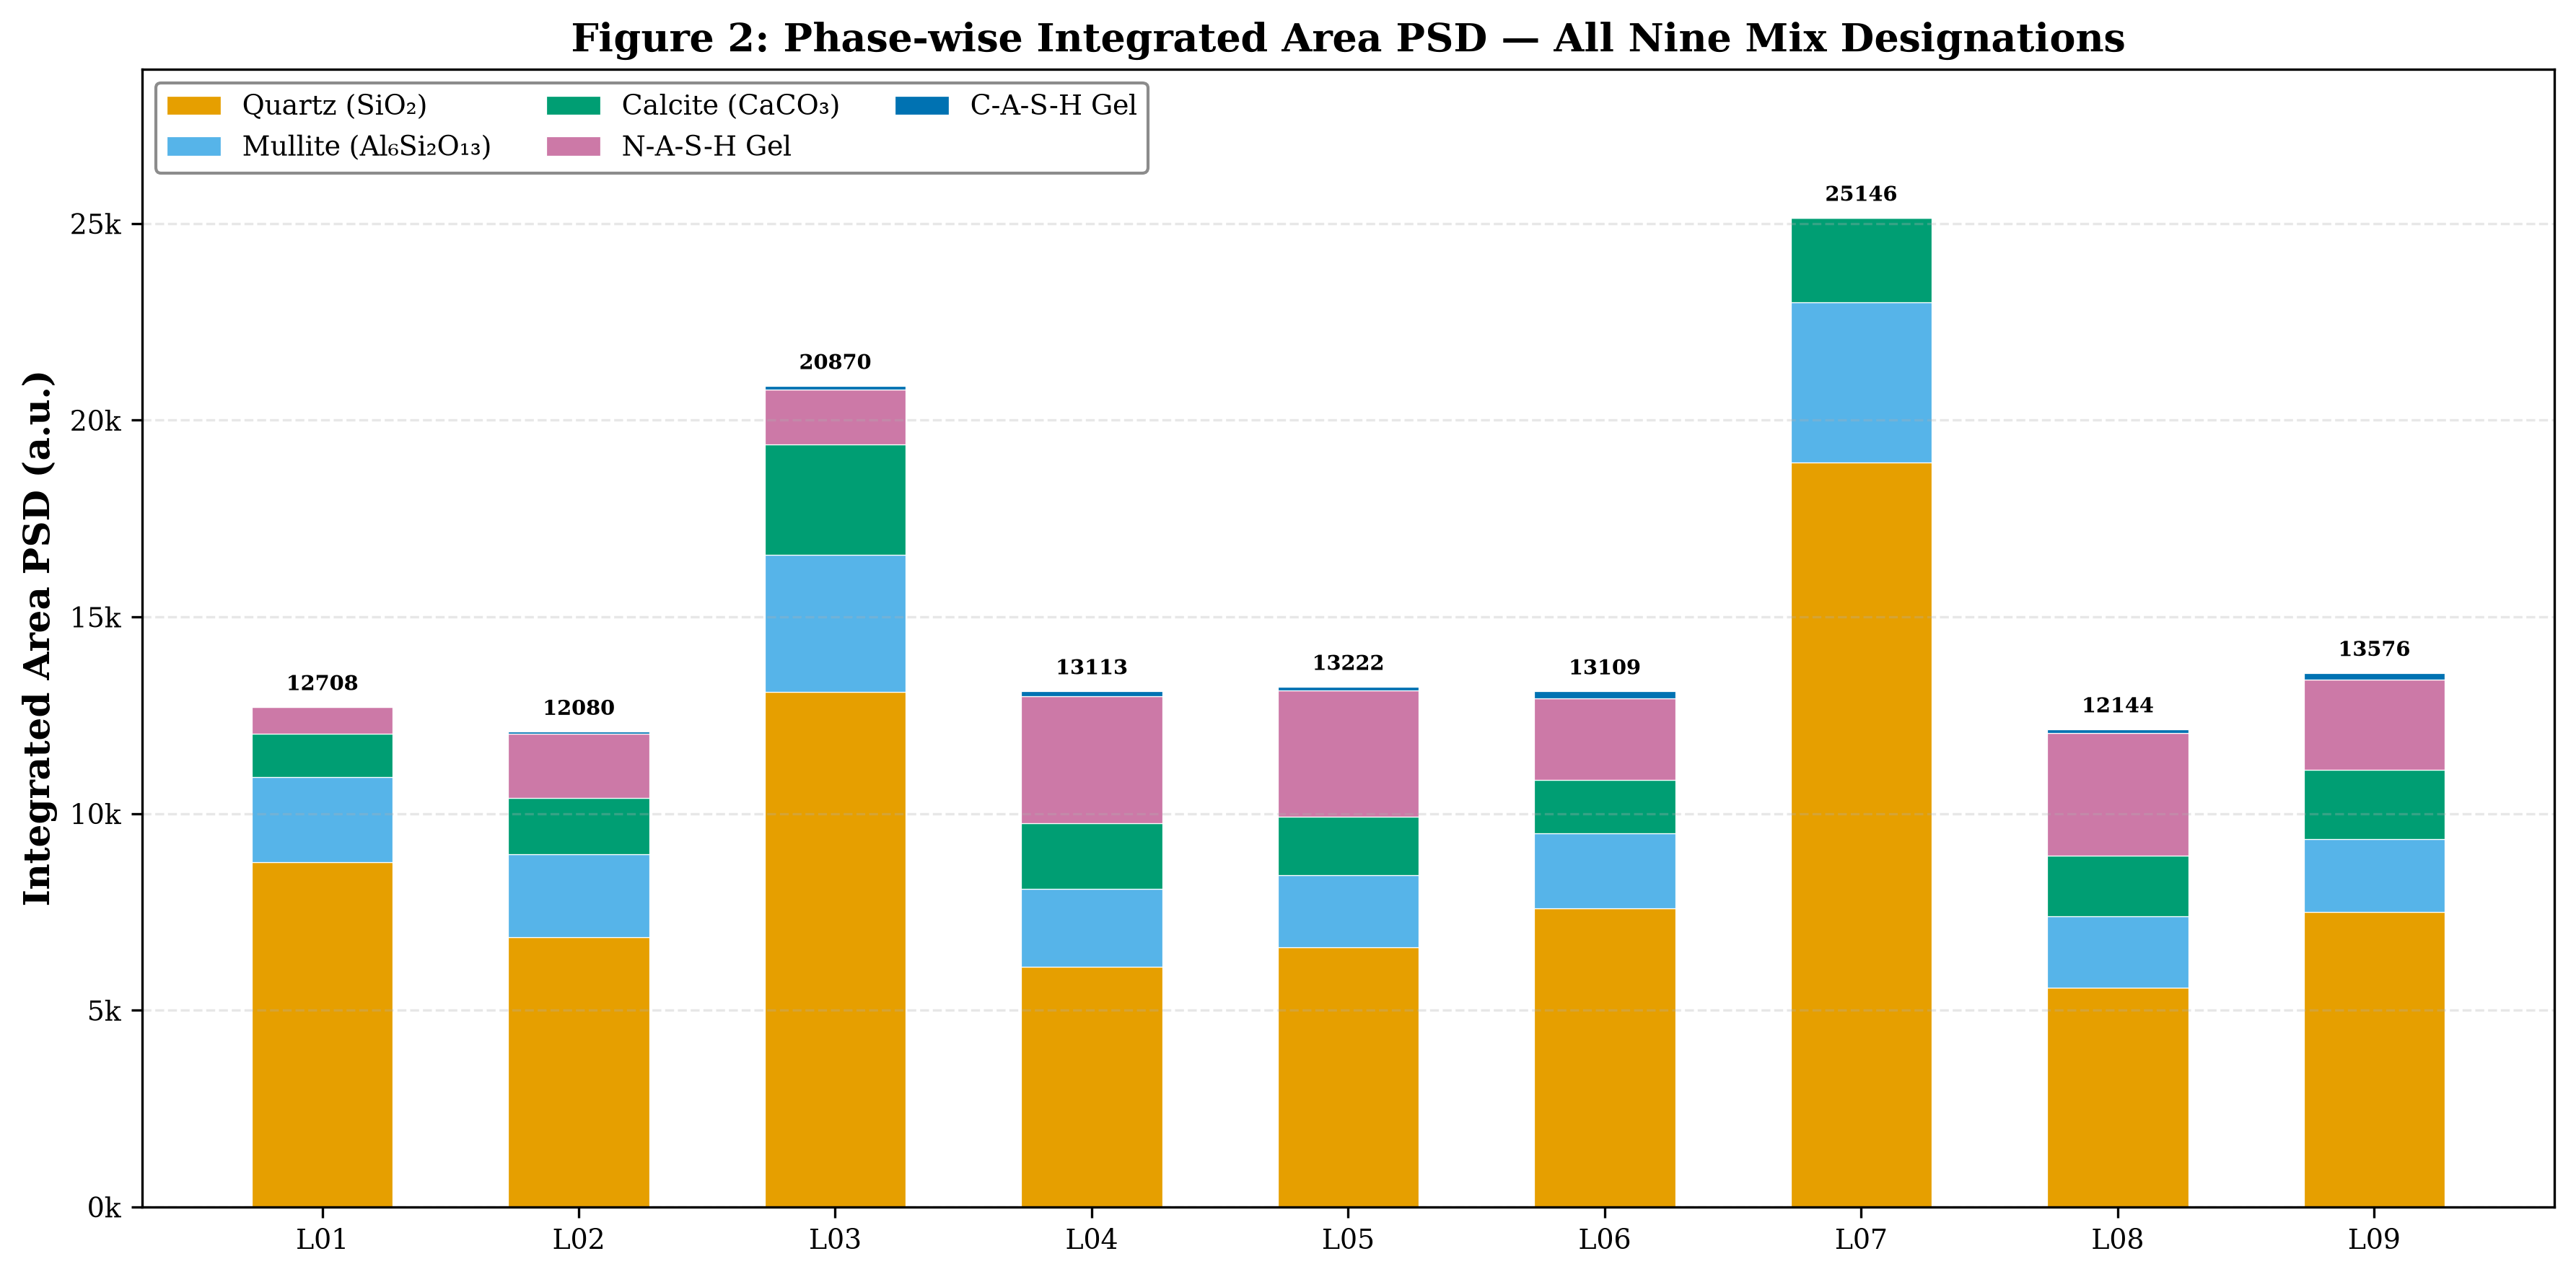 Figure 2: Phase-wise Integrated Area PSD — All Nine Mix Designations
Quartz (SiO₂)
Mullite (Al₆Si₂O₁₃)
Calcite (CaCO₃)
N-A-S-H Gel
C-A-S-H Gel
Integrated Area PSD (a.u.)
25k
20k
15k
10k
5k
0k
12708
12080
20870
13113
13222
13109
25146
12144
13576
L01
L02
L03
L04
L05
L06
L07
L08
L09